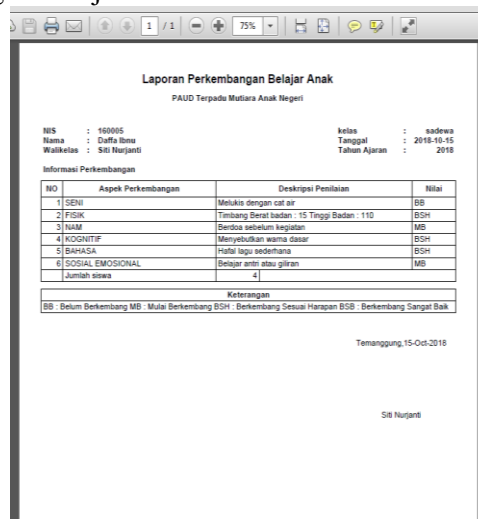 1 / 1 75%
Laporan Perkembangan Belajar Anak
PAUD Terpadu Mutiara Anak Negeri
NIS : 160005 kelas : sadewa
Nama : Daffa Ibnu Tanggal : 2018-10-15
Walikelas : Siti Nurjanti Tahun Ajaran : 2018
Informasi Perkembangan
NO Aspek Perkembangan Deskripsi Penilaian Nilai
1 SENI Melukis dengan cat air BB
2 FISIK Timbang Berat badan : 15 Tinggi Badan : 110 BSH
3 NAM Berdoa sebelum kegiatan MB
4 KOGNITIF Menyebutkan warna dasar BSH
5 BAHASA Hafal lagu sederhana BSH
6 SOSIAL EMOSIONAL Belajar antri atau giliran MB
Jumlah siswa 4
Keterangan
BB : Belum Berkembang MB : Mulai Berkembang BSH : Berkembang Sesuai Harapan BSB : Berkembang Sangat Baik
Temanggung,15-Oct-2018
Siti Nurjanti